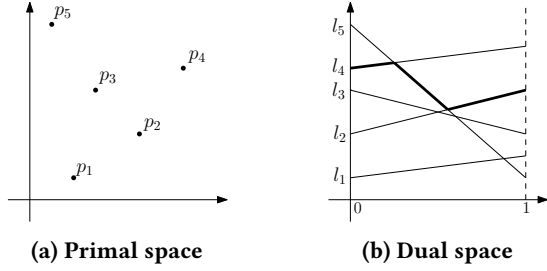 p₅
p₄
p₃
p₂
p₁
(a) Primal space
l₅
l₄
l₃
l₂
l₁
0
1
(b) Dual space